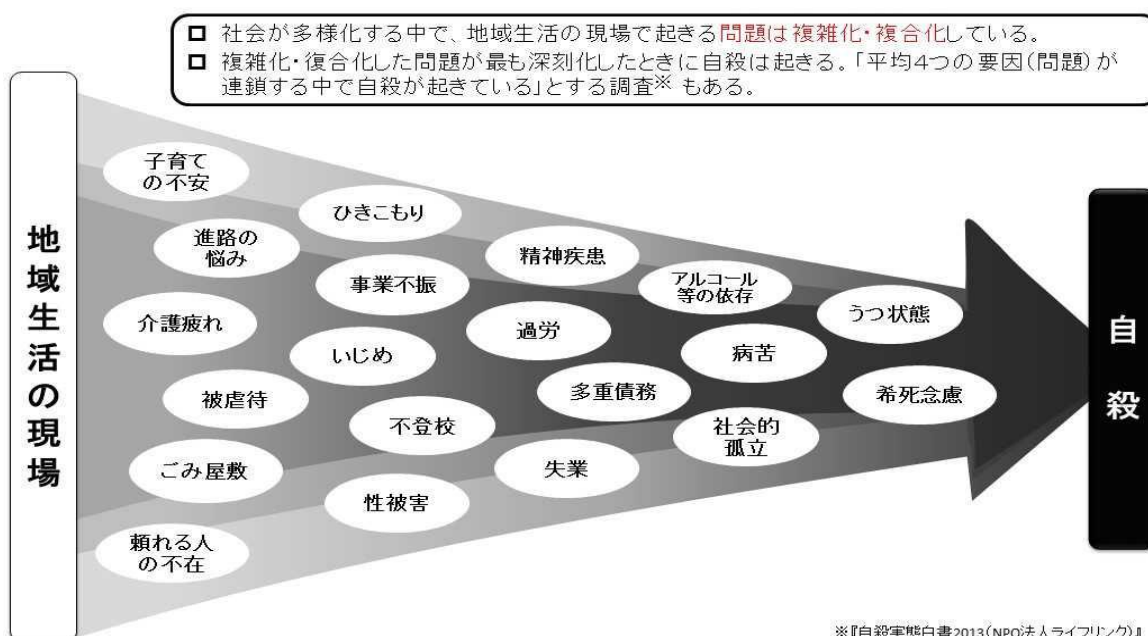 □ 社会が多様化する中で、地域生活の現場で起きる問題は複雑化・複合化している。
□ 複雑化・復合化した問題が最も深刻化したときに自殺は起きる。「平均4つの要因(問題)が
連鎖する中で自殺が起きている」とする調査※ もある。
地域生活の現場
子育て
の不安
ひきこもり
進路の
悩み
精神疾患
事業不振
アルコール
等の依存
介護疲れ
過労
うつ状態
いじめ
病苦
被虐待
多重債務
希死念慮
不登校
社会的
孤立
ごみ屋敷
失業
性被害
頼れる人
の不在
自殺
※『自殺実態白書2013(NPO法人ライフリンク)』